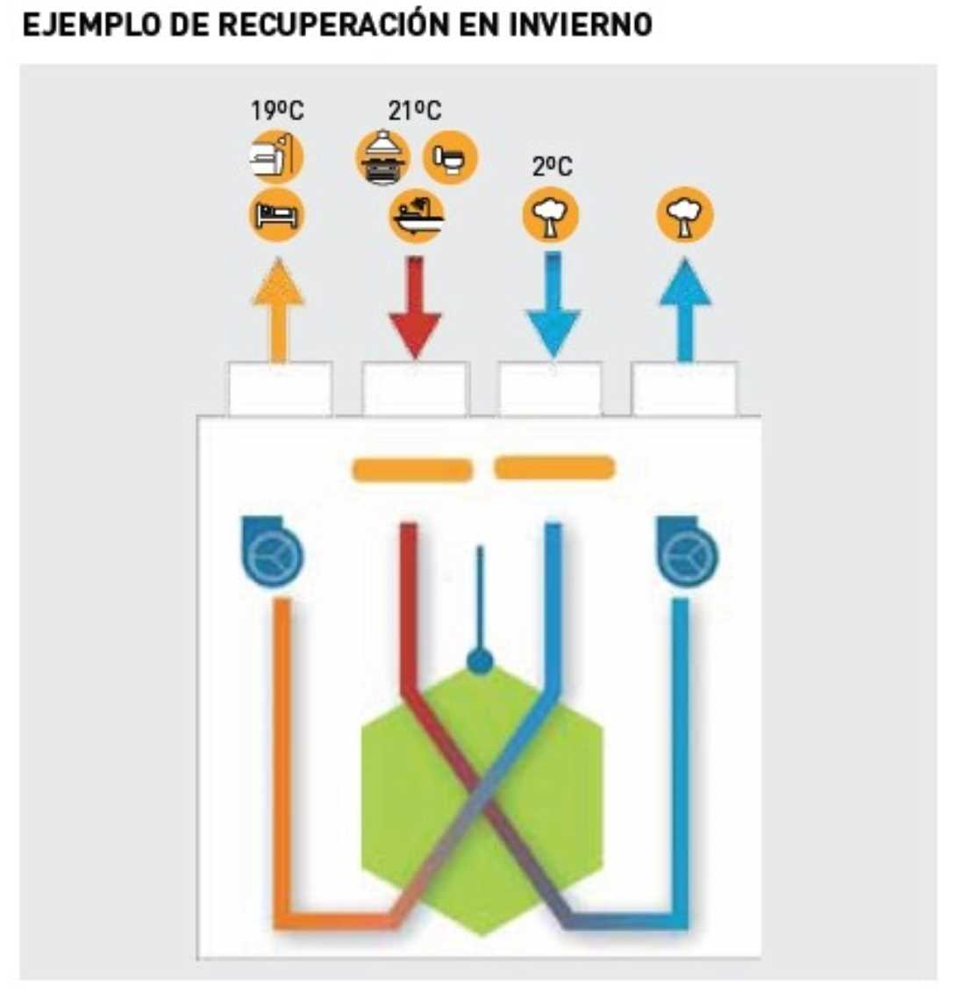 EJEMPLO DE RECUPERACIÓN EN INVIERNO
19ºC
21ºC
2ºC